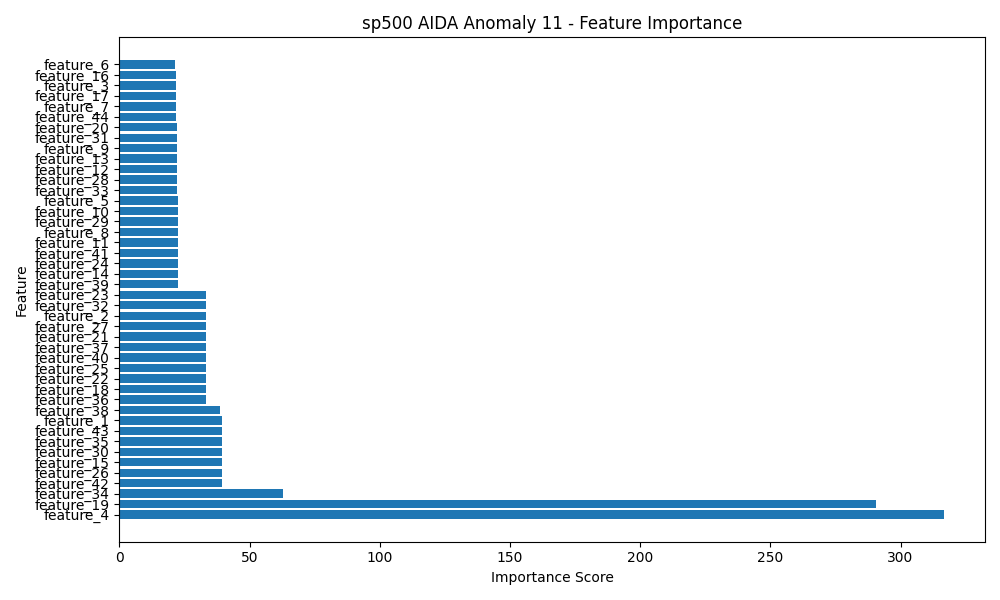 sp500 AIDA Anomaly 11 - Feature Importance
Feature
feature_6
feature_16
feature_3
feature_17
feature_7
feature_44
feature_20
feature_31
feature_9
feature_13
feature_12
feature_28
feature_33
feature_5
feature_10
feature_29
feature_8
feature_11
feature_41
feature_24
feature_14
feature_39
feature_23
feature_32
feature_2
feature_27
feature_21
feature_37
feature_40
feature_25
feature_22
feature_18
feature_36
feature_38
feature_1
feature_43
feature_35
feature_30
feature_15
feature_26
feature_42
feature_34
feature_19
feature_4
0 50 100 150 200 250 300
Importance Score